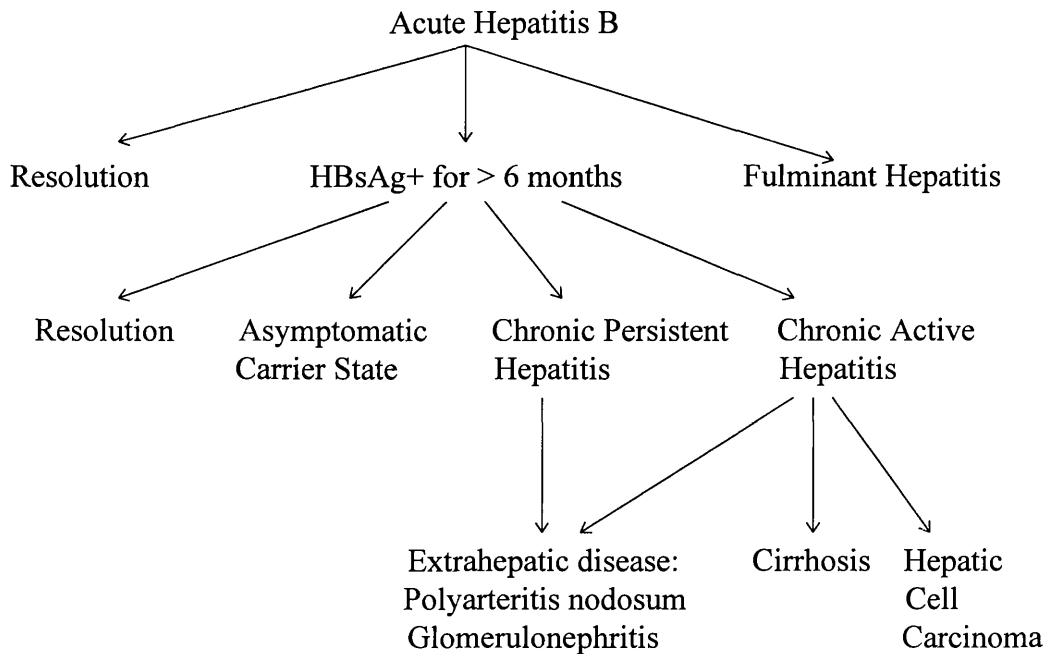 Acute Hepatitis B
Resolution
HBsAg+ for > 6 months
Fulminant Hepatitis
Resolution
Asymptomatic
Carrier State
Chronic Persistent
Hepatitis
Chronic Active
Hepatitis
Extrahepatic disease:
Polyarteritis nodosum
Glomerulonephritis
Cirrhosis
Hepatic
Cell
Carcinoma